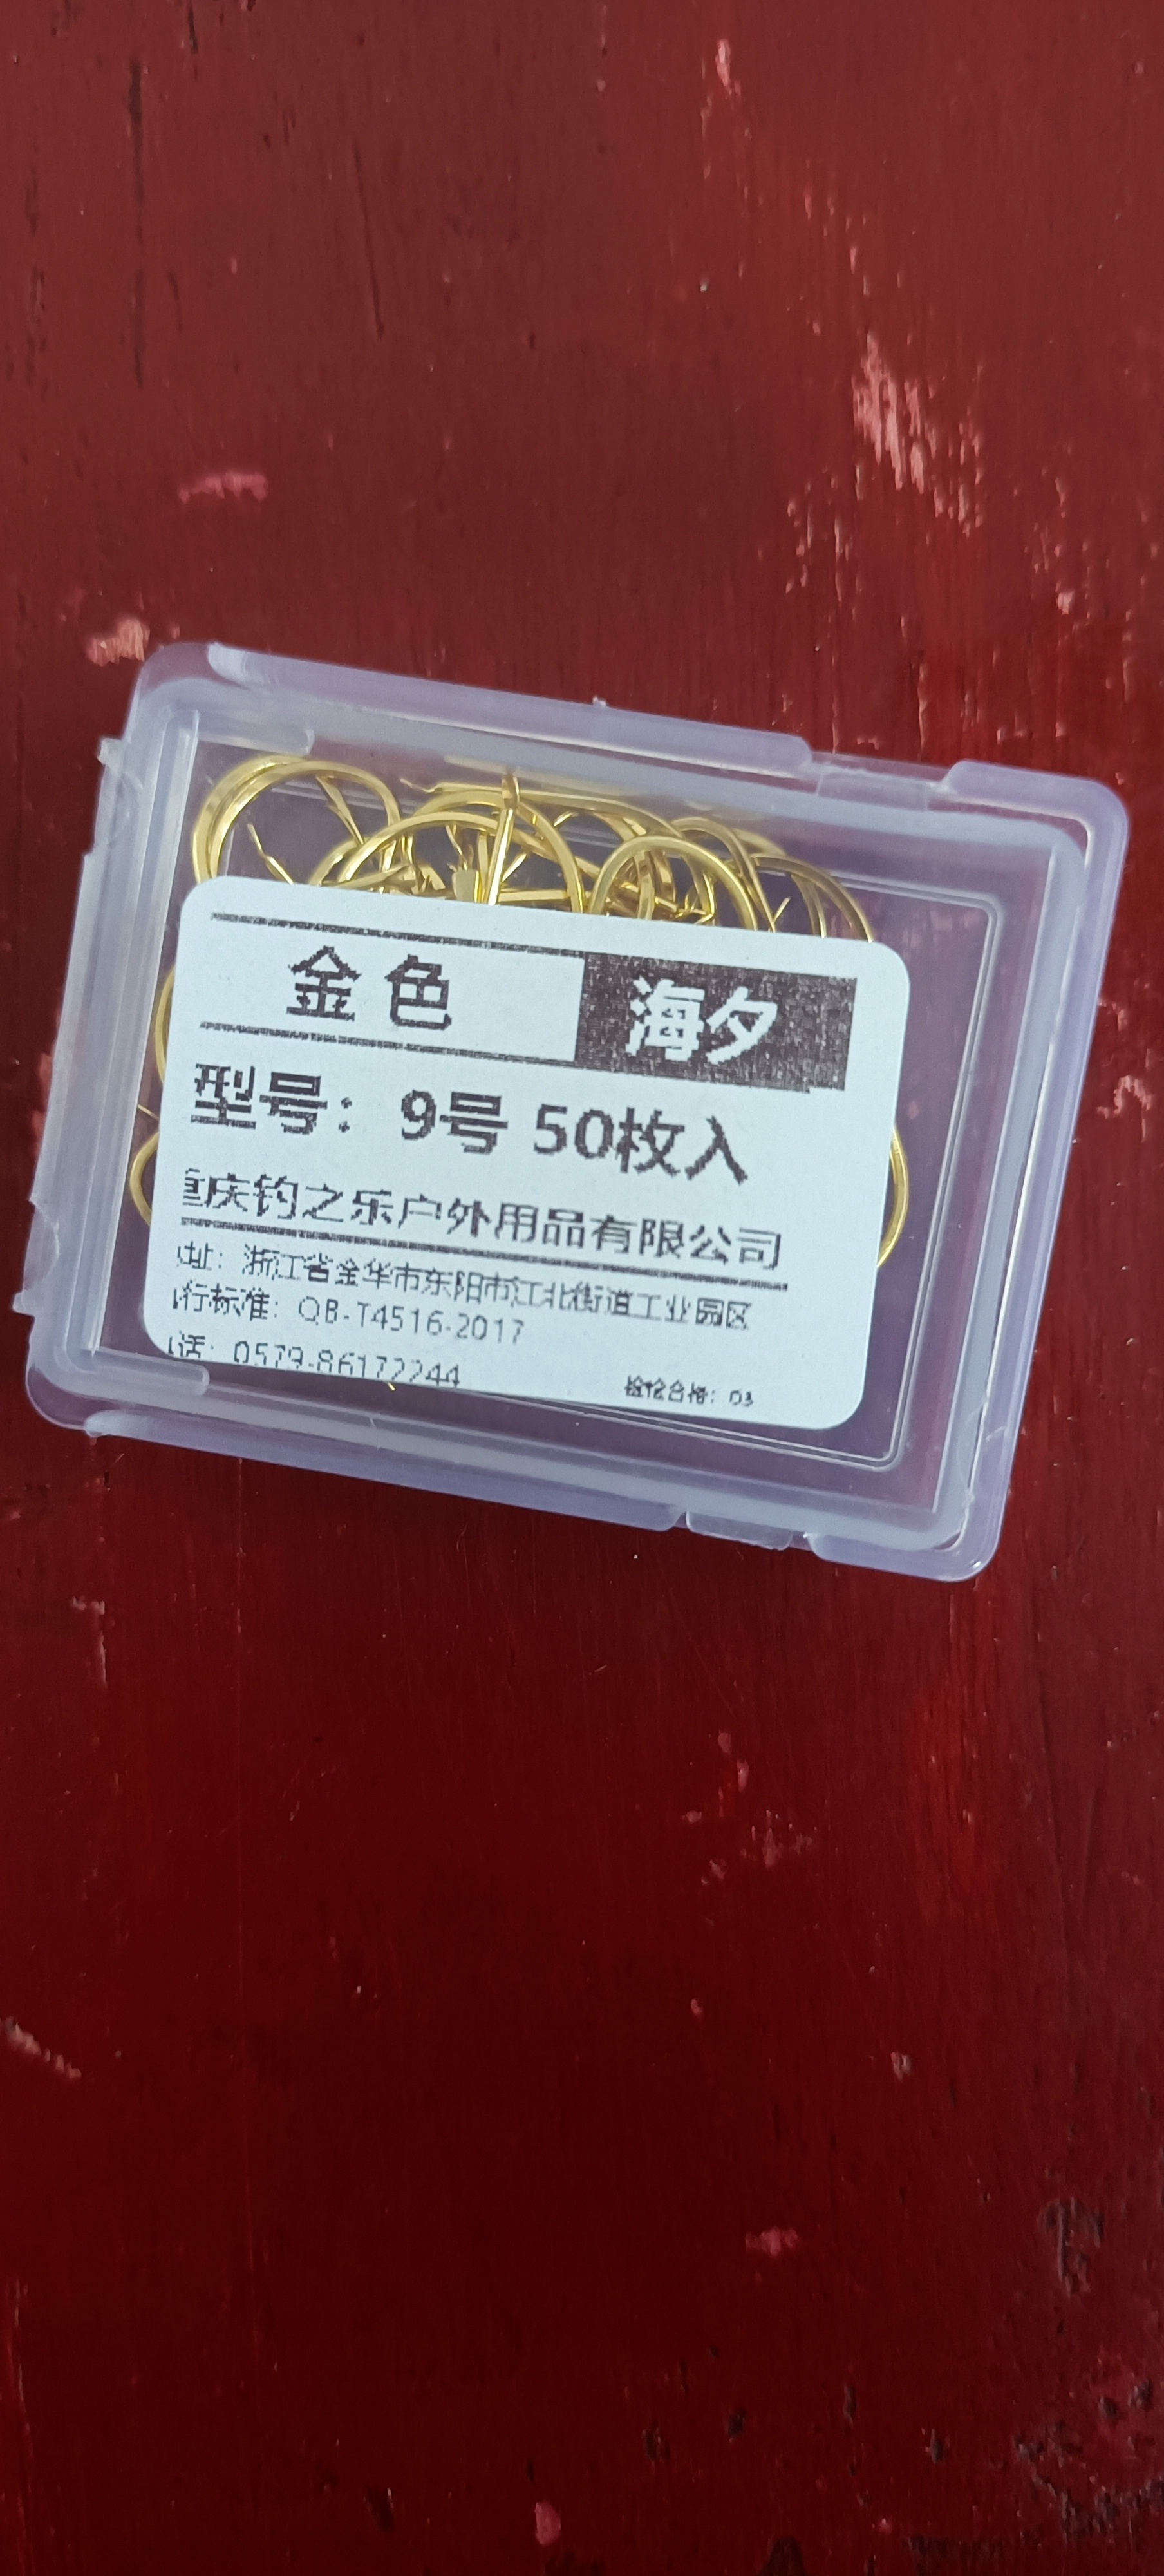 金色 海夕
型号：9号 50枚入
重庆钓之乐户外用品有限公司
址：浙江省金华市东阳市江北街道工业园区
行标准：QB-T4516-2017
话：0579-86172244
检验合格：03